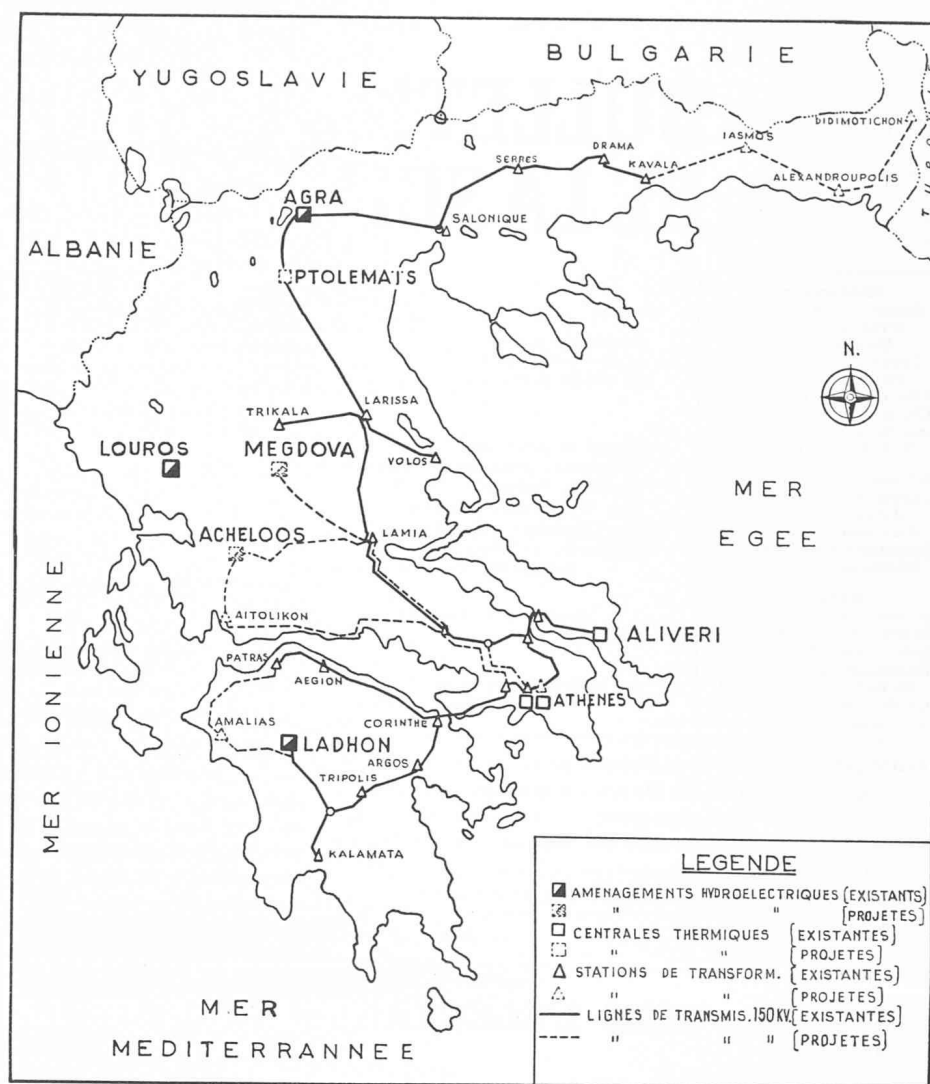 YUGOSLAVIE
BULGARIE
DIDIMOTICHON
IASMOS
DRAMA
SERRES
KAVALA
ALEXANDROUPOLIS
AGRA
SALONIQUE
ALBANIE
PTOLEMATS
N.
LARISSA
TRIKALA
LOUROS
MEGDOVA
VOLOS
MER
EGEE
ACHELOOS
LAMIA
MER IONIENNE
AITOLIKON
ALIVERI
PATRAS
AEGION
ATHENES
CORINTHE
AMALIAS
LADHON
ARGOS
TRIPOLIS
KALAMATA
MER
MEDITERRANNEE
LEGENDE
AMENAGEMENTS HYDROELECTRIQUES (EXISTANTS)
" " (PROJETES)
CENTRALES THERMIQUES (EXISTANTES)
" " (PROJETES)
STATIONS DE TRANSFORM. (EXISTANTES)
" " (PROJETES)
LIGNES DE TRANSMIS. 150 KV. (EXISTANTES)
" " " (PROJETES)